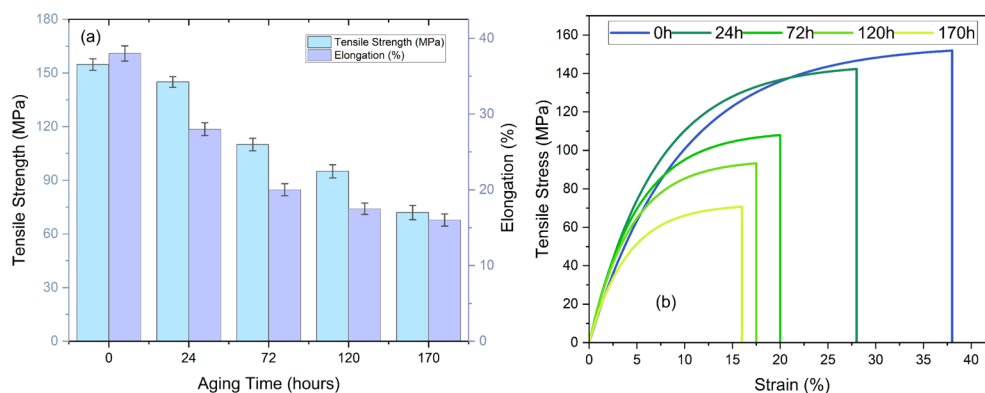 (a)
Tensile Strength (MPa)
Elongation (%)
180
150
120
90
60
30
0
Tensile Strength (MPa)
40
30
20
10
0
Elongation (%)
0 24 72 120 170
Aging Time (hours)
0h 24h 72h 120h 170h
160
140
120
100
80
60
40
20
0
Tensile Stress (MPa)
(b)
0 5 10 15 20 25 30 35 40
Strain (%)